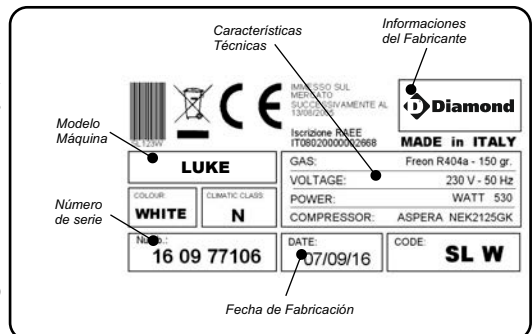 Características
Técnicas
Informaciones
del Fabricante
Modelo
Máquina
Número
de serie
IMMESSO SUL
MERCATO
SUCCESSIVAMENTE AL
13/08/2005
Iscrizione RAEE
IT08020000002668
CE
D Diamond
MADE in ITALY
SL123W
LUKE
COLOUR:
WHITE
CLIMATIC CLASS
N
GAS: Freon R404a - 150 gr.
VOLTAGE: 230 V - 50 Hz
POWER: WATT 530
COMPRESSOR: ASPERA NEK2125GK
16 09 77106
DATE:
07/09/16
CODE:
SL W
Fecha de Fabricación